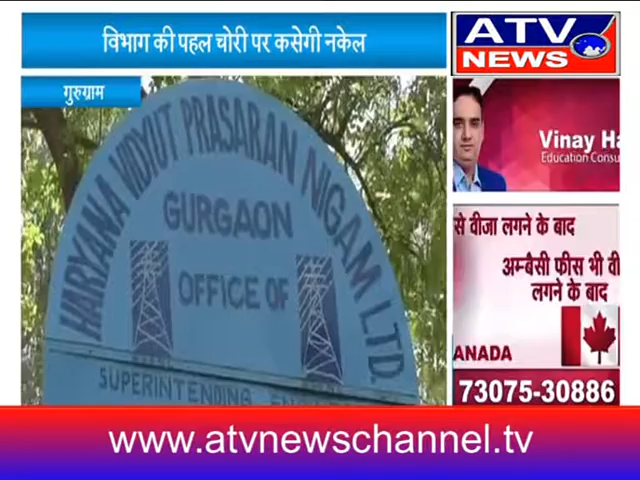 विभाग की पहल चोरी पर कसेगी नकेल
गुरुग्राम
HARYANA VIDYUT PRASARAN NIGAM LTD.
GURGAON
OFFICE OF
SUPERINTENDING
ATV
NEWS
Vinay Ha
Education Consu
से वीजा लगने के बाद
अम्बैसी फीस भी वी
लगने के बाद
ANADA
73075-30886
www.atvnewschannel.tv